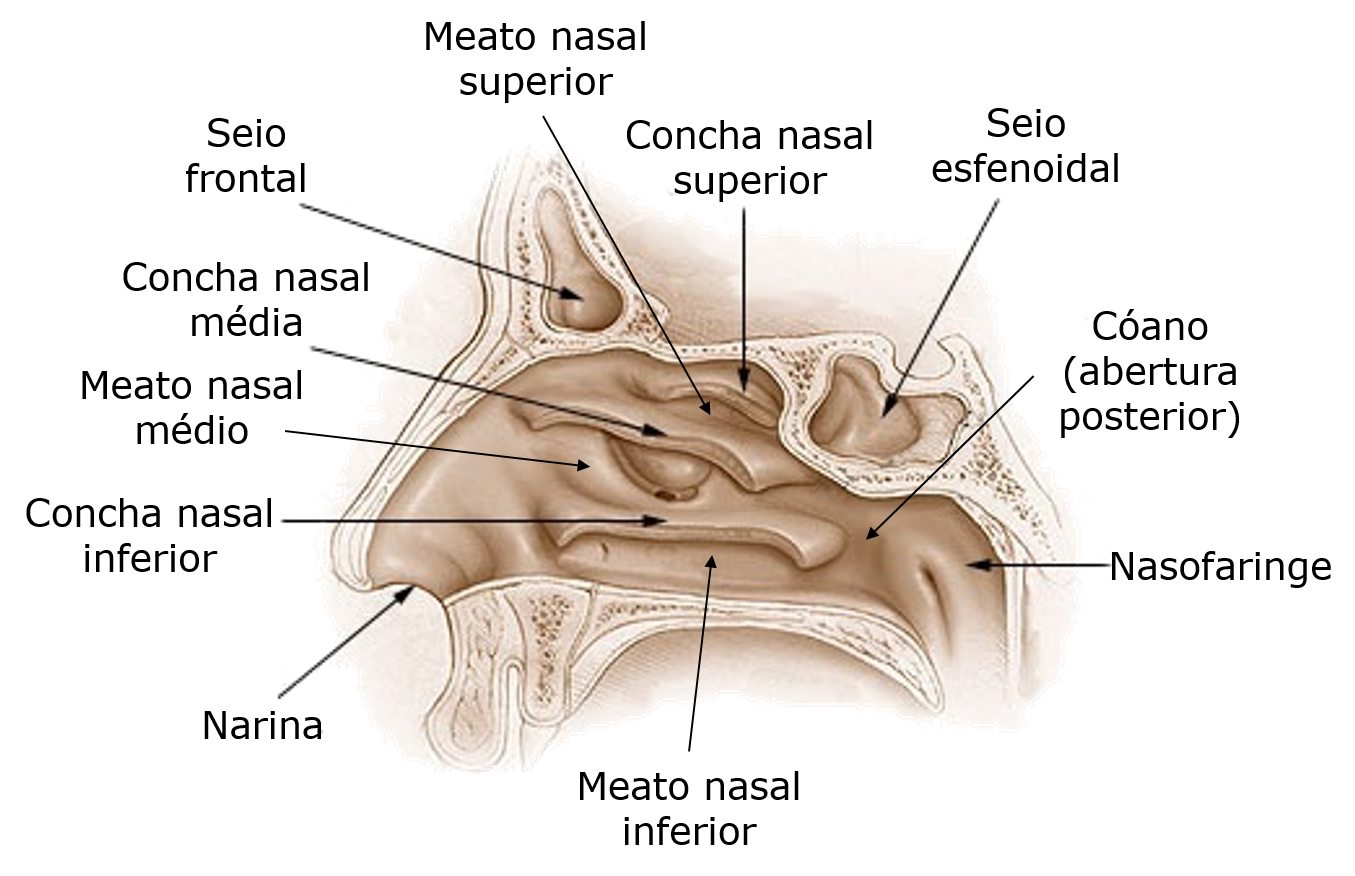 Meato nasal
superior
Seio
frontal
Concha nasal
superior
Seio
esfenoidal
Concha nasal
média
Cóano
(abertura
posterior)
Meato nasal
médio
Concha nasal
inferior
Nasofaringe
Narina
Meato nasal
inferior